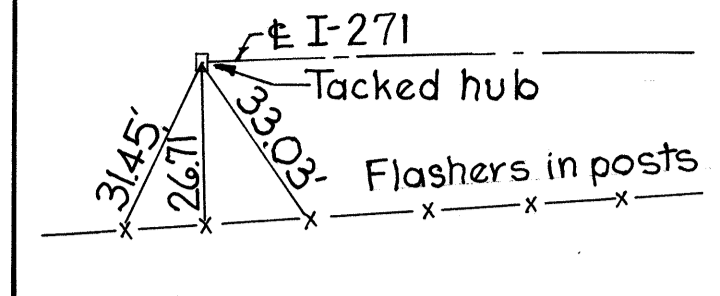 ℄ I-271
Tacked hub
31.45'
26.71
33.03'
Flashers in posts
x x x x x x